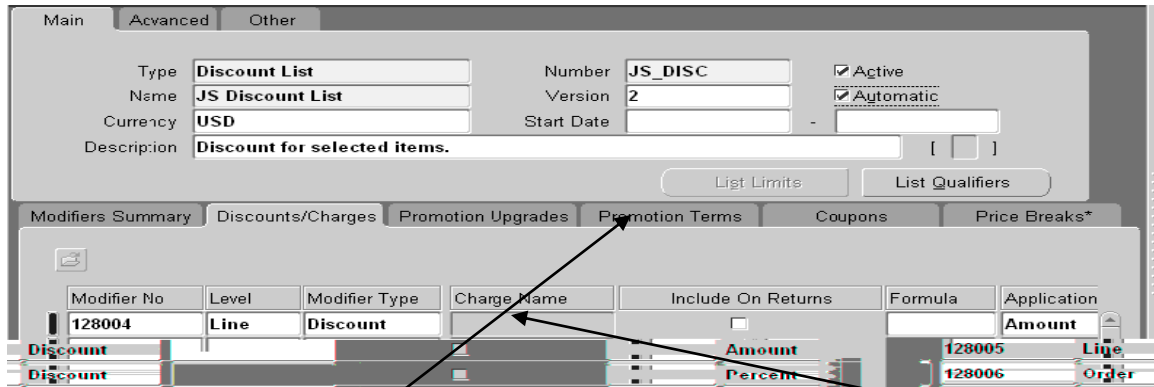 Main Acvanced Other
Type Discount List Number JS_DISC Active
Name JS Discount List Version 2 Automatic
Currercy USD Start Date -
Descripton Discount for selected items. [ ]
List Limits List Qualifiers
Modifiers Summary Discounts/Charges Promotion Upgrades Promotion Terms Coupons Price Breaks*
Modifier No Level Modifier Type Charge Name Include On Returns Formula Application
128004 Line Discount Amount
Discount Amount 128005 Line
Discount Percent 128006 Order